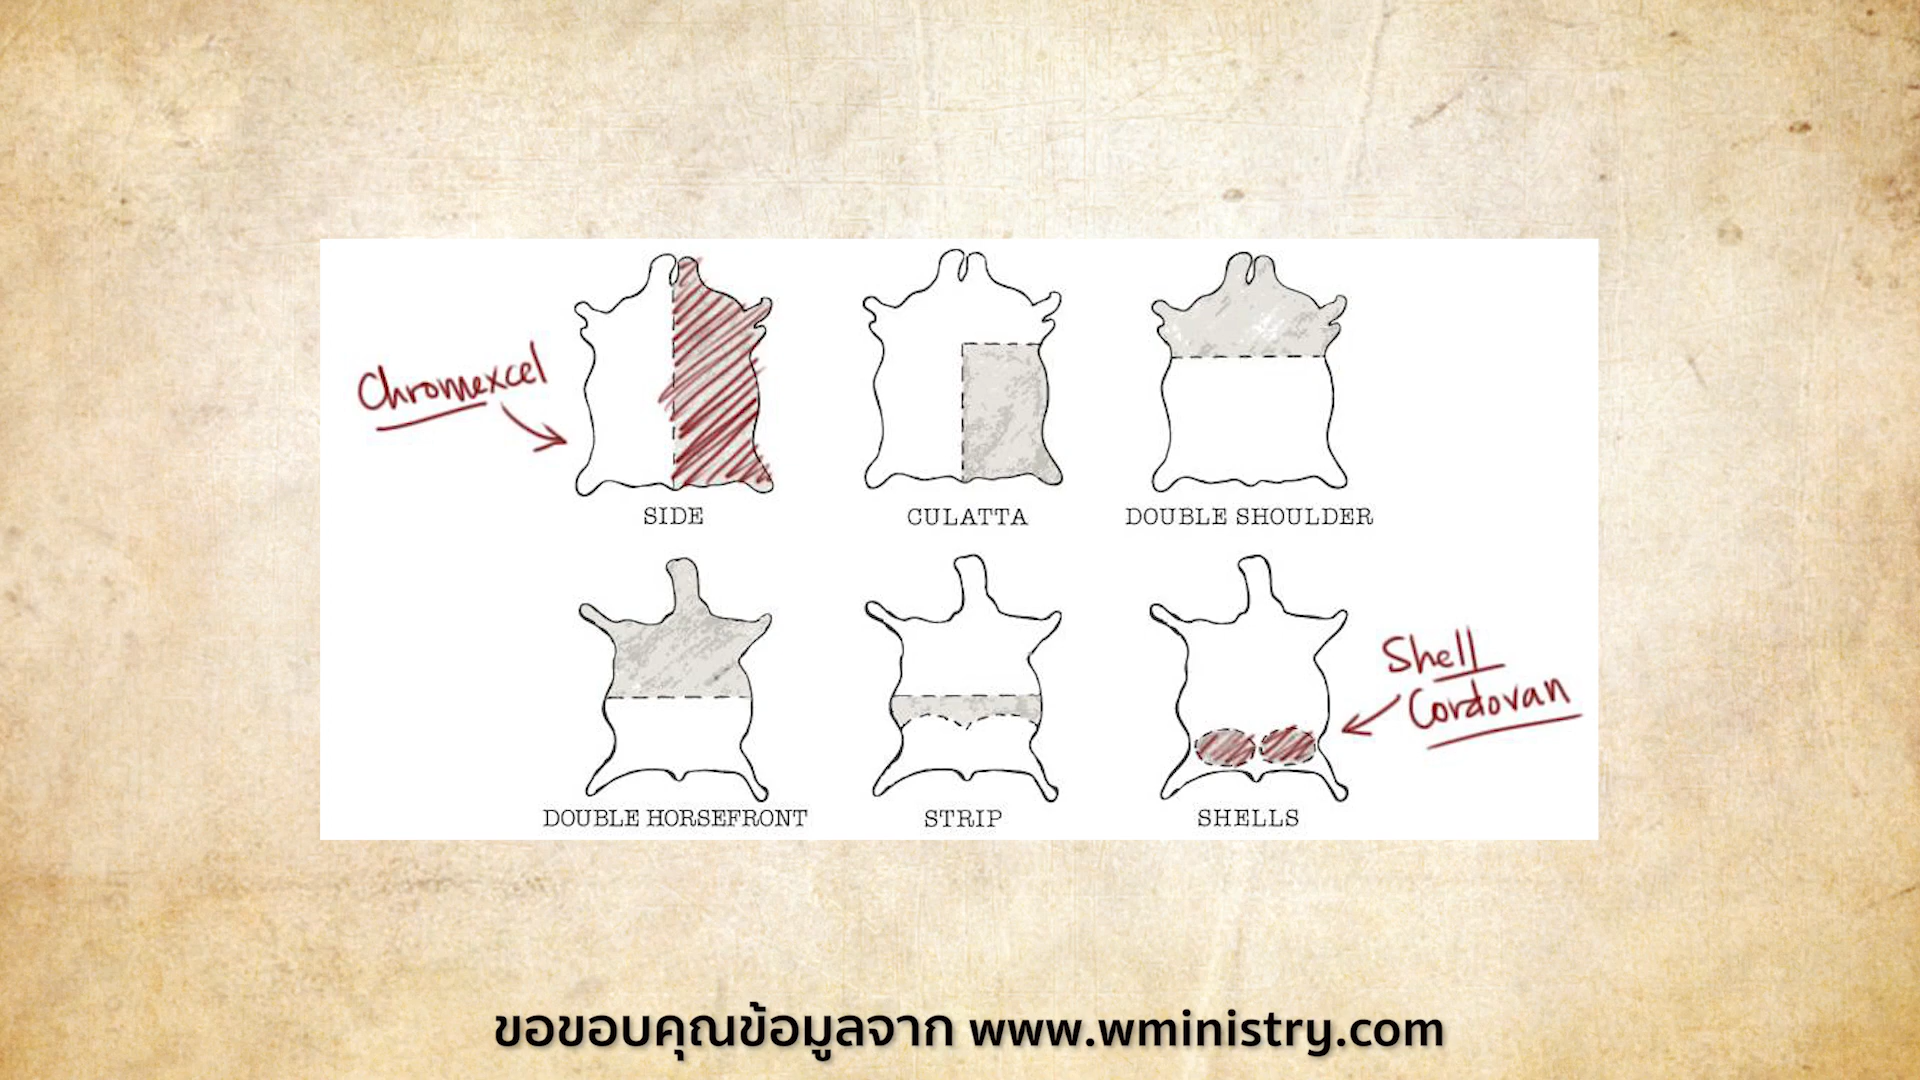 Chromexcel
SIDE
CULATTA
DOUBLE SHOULDER
Shell
Cordovan
DOUBLE HORSEFRONT
STRIP
SHELLS
ขอขอบคุณข้อมูลจาก www.wministry.com